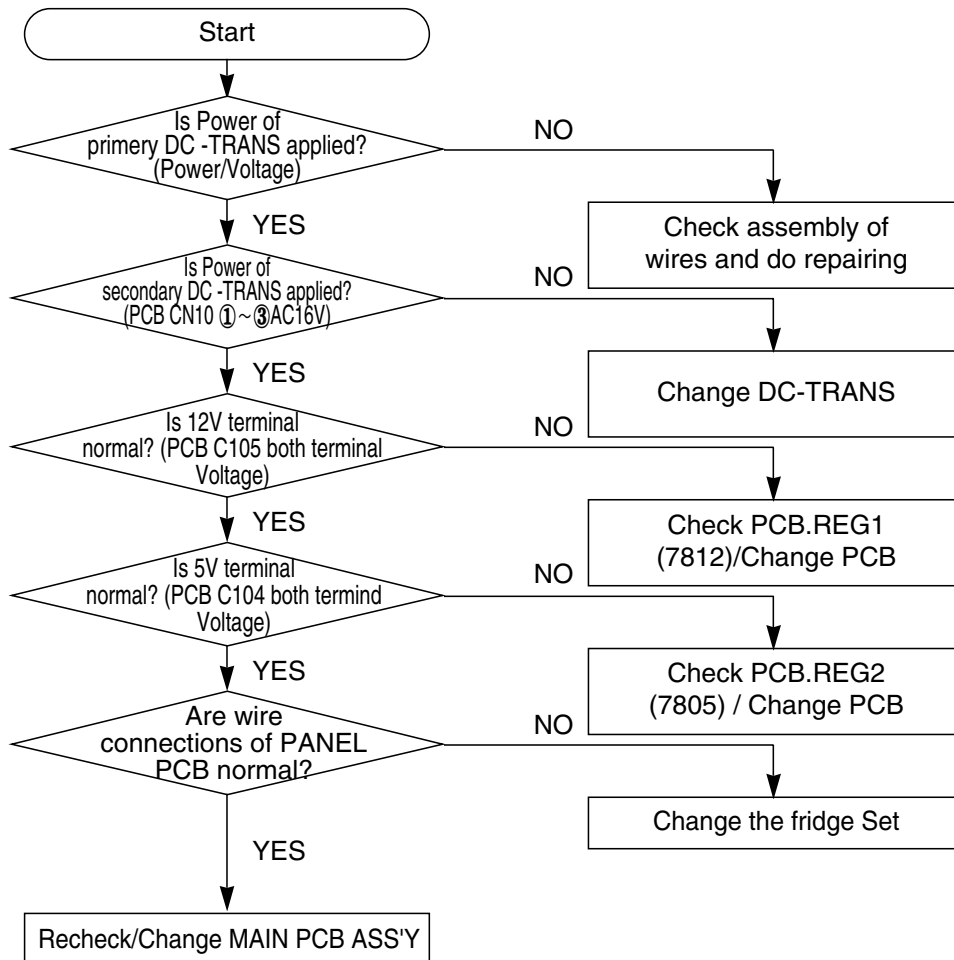 Start
Is Power of
primery DC -TRANS applied?
(Power/Voltage)
NO
YES
Check assembly of
wires and do repairing
Is Power of
secondary DC -TRANS applied?
(PCB CN10 ①~③AC16V)
NO
YES
Change DC-TRANS
Is 12V terminal
normal? (PCB C105 both terminal
Voltage)
NO
YES
Check PCB.REG1
(7812)/Change PCB
Is 5V terminal
normal? (PCB C104 both termind
Voltage)
NO
YES
Check PCB.REG2
(7805) / Change PCB
Are wire
connections of PANEL
PCB normal?
NO
Change the fridge Set
YES
Recheck/Change MAIN PCB ASS'Y